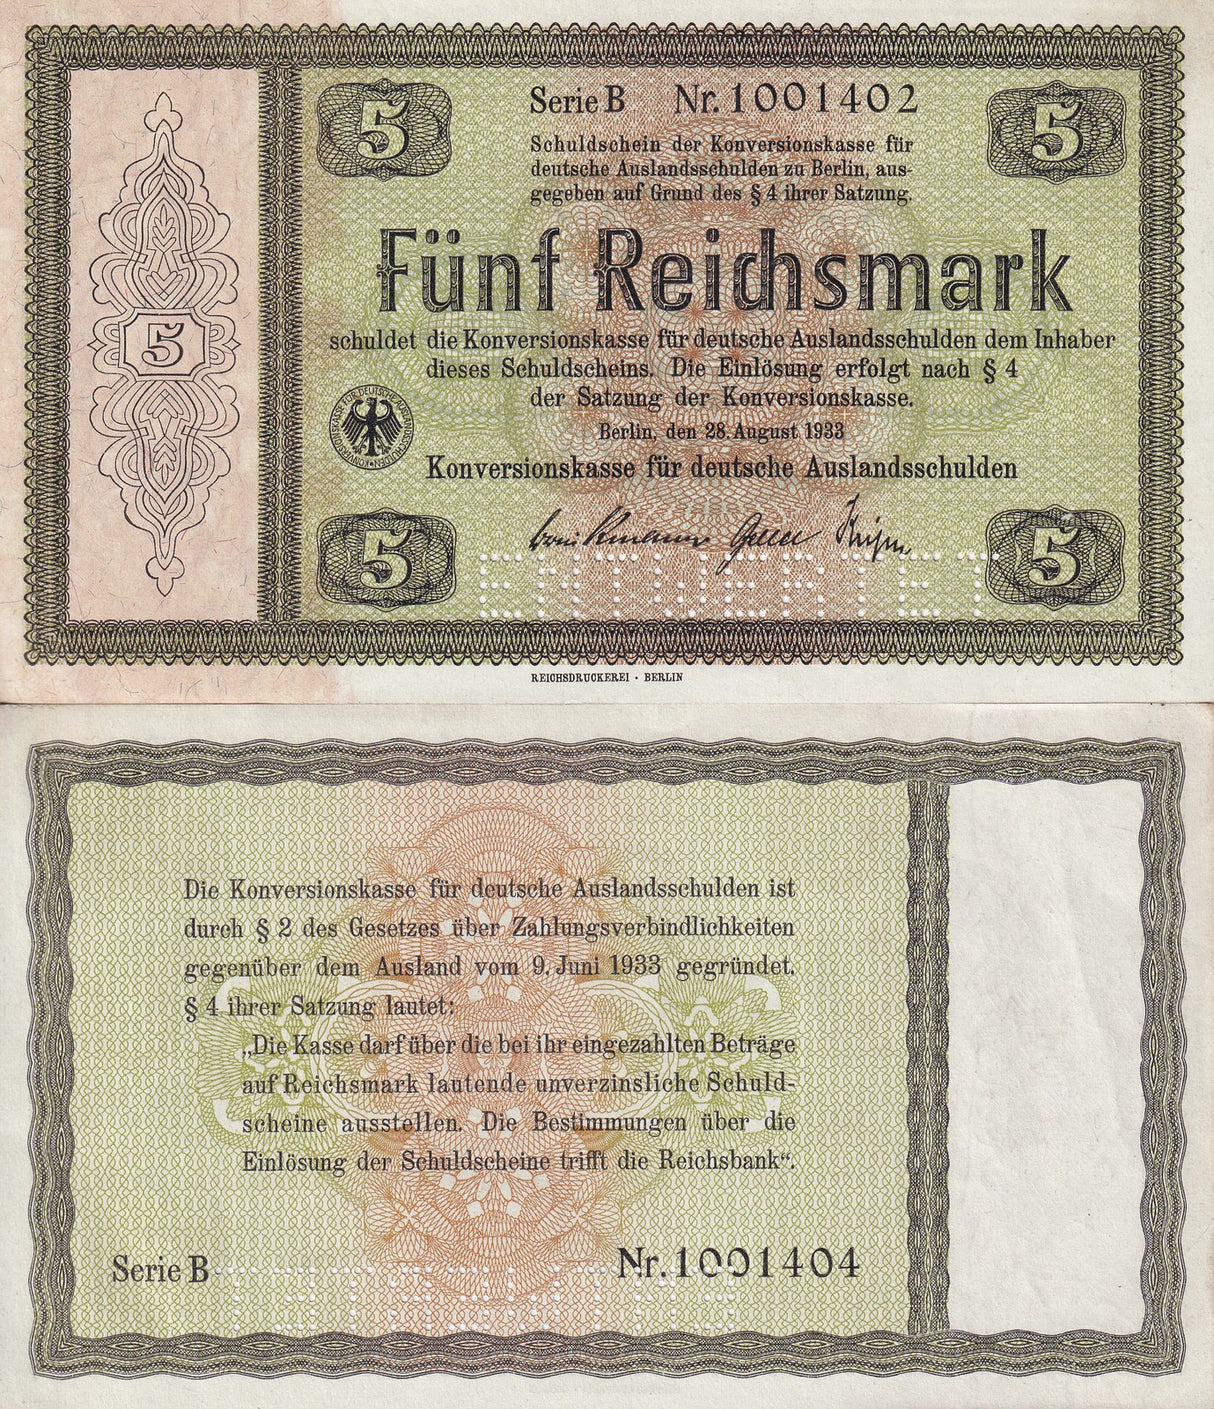 5
5
Serie B Nr. 1001402
Schuldschein der Konversionskasse für
deutsche Auslandsschulden zu Berlin, aus-
gegeben auf Grund des § 4 ihrer Satzung.
Fünf Reichsmark
schuldet die Konversionskasse für deutsche Auslandsschulden dem Inhaber
dieses Schuldscheins. Die Einlösung erfolgt nach § 4
der Satzung der Konversionskasse.
Berlin, den 28. August 1933
Konversionskasse für deutsche Auslandsschulden
5
KONVERSIONSKASSE FÜR DEUTSCHE AUSLANDSSCHULDEN
5
5
ENTWERTET
REICHSDRUCKEREI · BERLIN
Die Konversionskasse für deutsche Auslandsschulden ist
durch § 2 des Gesetzes über Zahlungsverbindlichkeiten
gegenüber dem Ausland vom 9. Juni 1933 gegründet.
§ 4 ihrer Satzung lautet:
„Die Kasse darf über die bei ihr eingezahlten Beträge
auf Reichsmark lautende unverzinsliche Schuld-
scheine ausstellen. Die Bestimmungen über die
Einlösung der Schuldscheine trifft die Reichsbank“.
Serie B Nr. 1001404